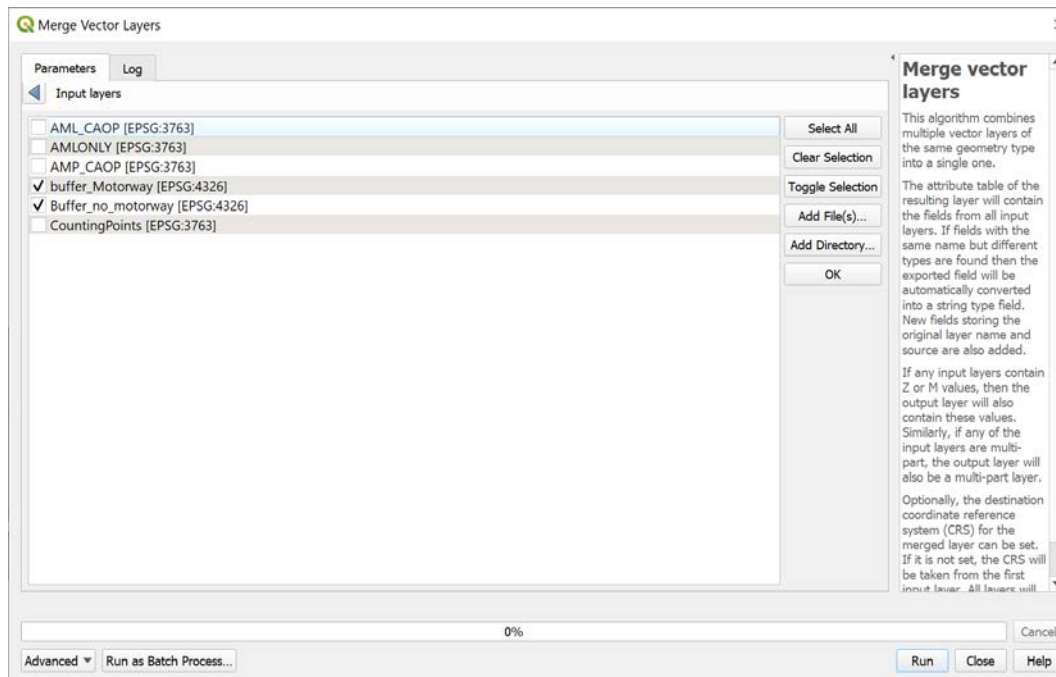 Merge Vector Layers
Parameters
Log
Input layers
AML_CAOP [EPSG:3763]
AMLONLY [EPSG:3763]
AMP_CAOP [EPSG:3763]
buffer_Motorway [EPSG:4326]
Buffer_no_motorway [EPSG:4326]
CountingPoints [EPSG:3763]
Select All
Clear Selection
Toggle Selection
Add File(s)...
Add Directory...
OK
Merge vector
layers
This algorithm combines
multiple vector layers of
the same geometry type
into a single one.
The attribute table of the
resulting layer will contain
the fields from all input
layers. If fields with the
same name but different
types are found then the
exported field will be
automatically converted
into a string type field.
New fields storing the
original layer name and
source are also added.
If any input layers contain
Z or M values, then the
output layer will also
contain these values.
Similarly, if any of the
input layers are multi-
part, the output layer will
also be a multi-part layer.
Optionally, the destination
coordinate reference
system (CRS) for the
merged layer can be set.
If it is not set, the CRS will
be taken from the first
input layer. All layers will
0%
Cancel
Advanced
Run as Batch Process...
Run
Close
Help